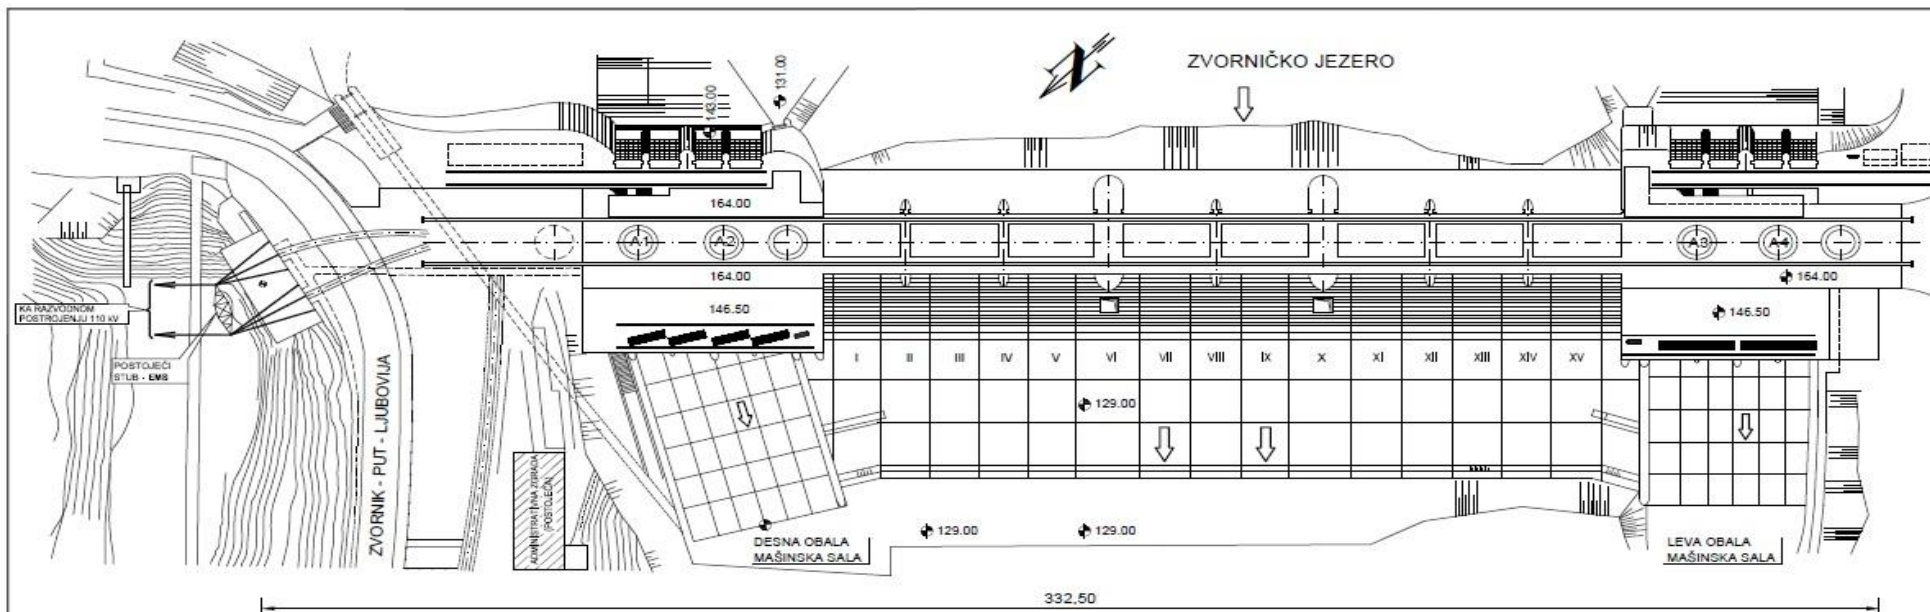 ZVORNIČKO JEZERO
N
143.00
131.00
164.00
A1
A2
A3
A4
164.00
164.00
146.50
146.50
KA RAZVODNOM
POSTROJENJU 110 kV
POSTOJEĆI
STUB - EMS
ZVORNIK - PUT - LJUBOVIJA
ADMINISTRATIVNA ZGRADA
(POSTOJEĆA)
I II III IV V VI VII VIII IX X XI XII XIII XIV XV
129.00
129.00
129.00
DESNA OBALA
MAŠINSKA SALA
LEVA OBALA
MAŠINSKA SALA
332,50